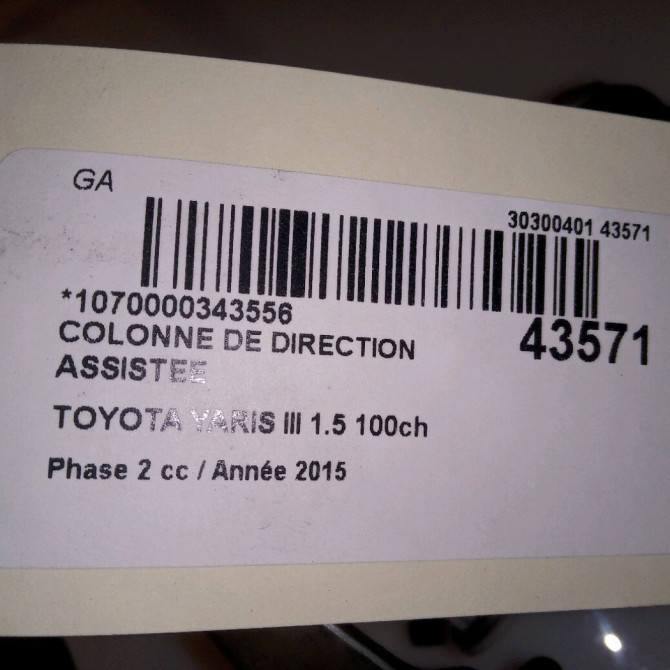 GA
30300401 43571
*1070000343556
43571
COLONNE DE DIRECTION
ASSISTEE
TOYOTA YARIS III 1.5 100ch
Phase 2 cc / Année 2015